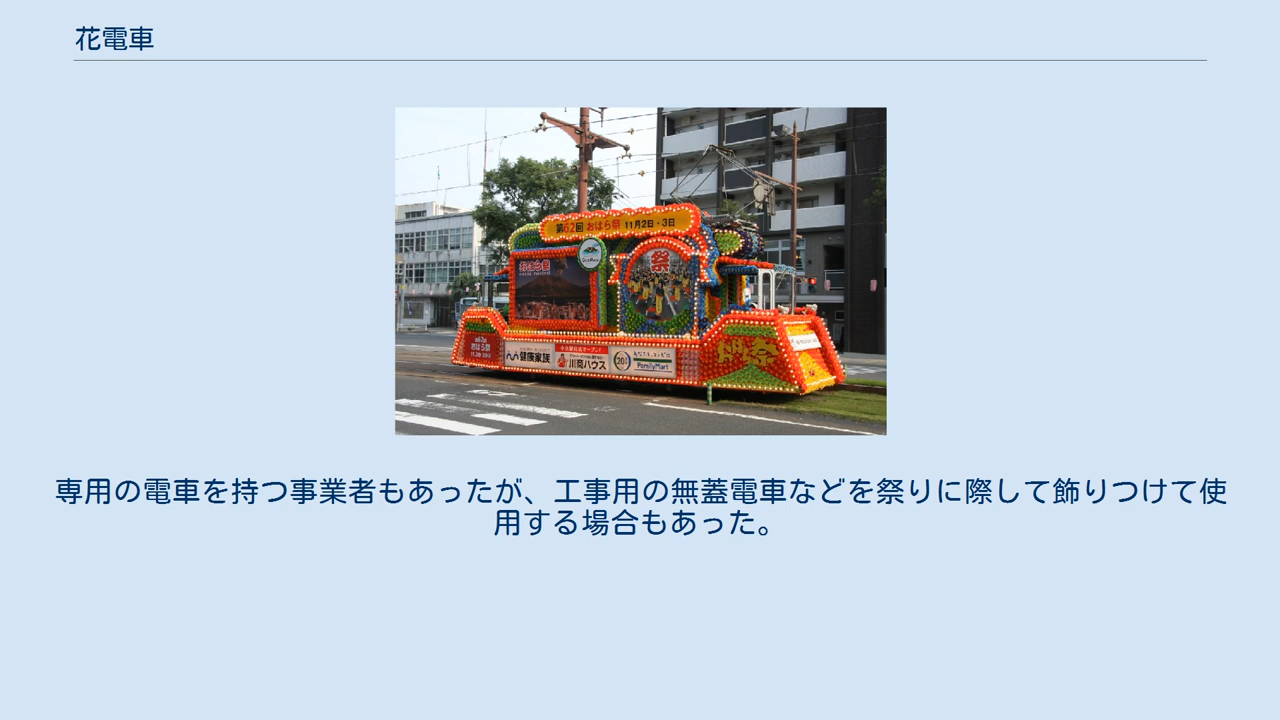 花電車
第62回 おはら祭 11月2日・3日
おはら祭
祭
健康家族
川商ハウス
FamilyMart
専用の電車を持つ事業者もあったが、工事用の無蓋電車などを祭りに際して飾りつけて使
用する場合もあった。